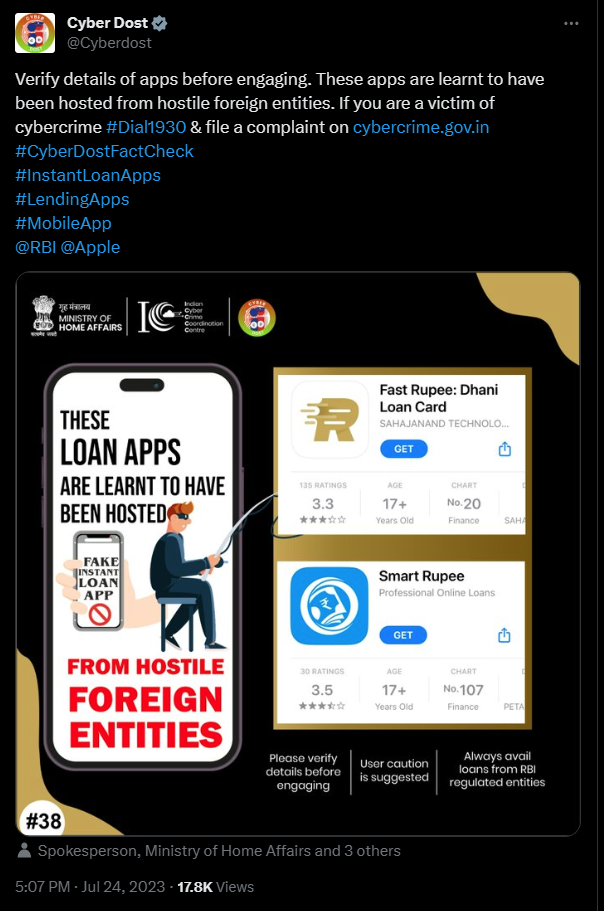 Cyber Dost
@Cyberdost
Verify details of apps before engaging. These apps are learnt to have
been hosted from hostile foreign entities. If you are a victim of
cybercrime #Dial1930 & file a complaint on cybercrime.gov.in
#CyberDostFactCheck
#InstantLoanApps
#LendingApps
#MobileApp
@RBI @Apple
गृह मंत्रालय
MINISTRY OF
HOME AFFAIRS
सत्यमेव जयते
Indian
Cyber
Crime
Coordination
Centre
CYBER
DOST
THESE
LOAN APPS
ARE LEARNT TO HAVE
BEEN HOSTED
FAKE
INSTANT
LOAN
APP
FROM HOSTILE
FOREIGN
ENTITIES
Fast Rupee: Dhani
Loan Card
SAHAJANAND TECHNOLO...
GET
135 RATINGS
AGE
CHART
3.3
17+
No.20
Years Old
Finance
SAHA
Smart Rupee
Professional Online Loans
GET
30 RATINGS
AGE
CHART
3.5
17+
No.107
Years Old
Finance
PETA
Please verify
details before
engaging
User caution
is suggested
Always avail
loans from RBI
regulated entities
#38
Spokesperson, Ministry of Home Affairs and 3 others
5:07 PM · Jul 24, 2023 · 17.8K Views